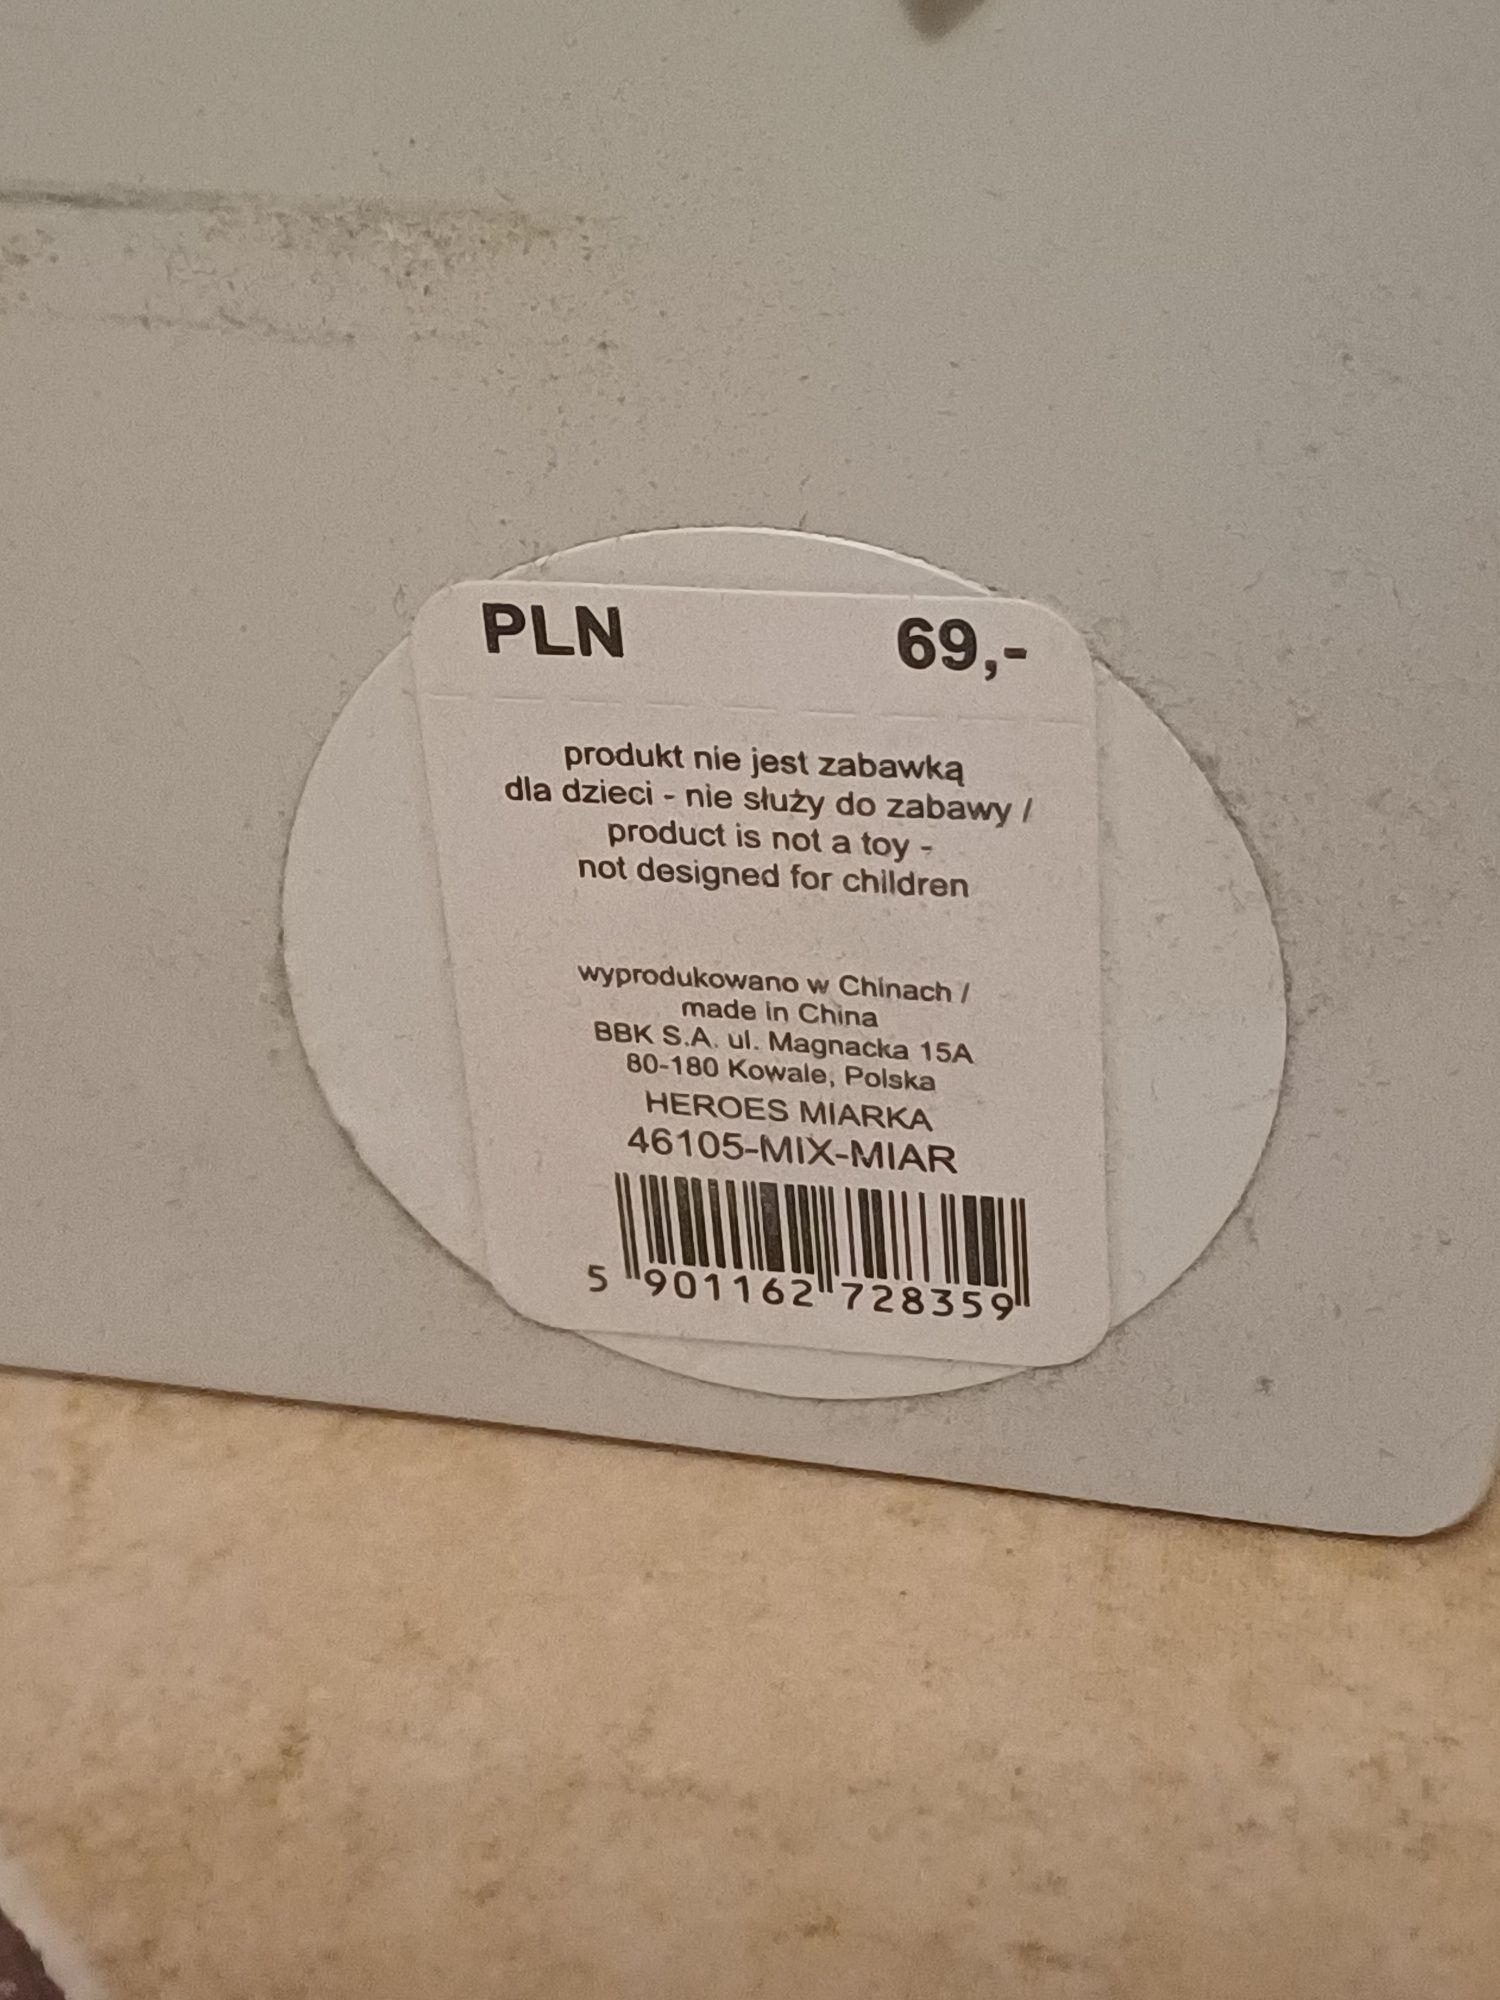 PLN 69,-
produkt nie jest zabawką
dla dzieci - nie służy do zabawy /
product is not a toy -
not designed for children
wyprodukowano w Chinach /
made in China
BBK S.A. ul. Magnacka 15A
80-180 Kowale, Polska
HEROES MIARKA
46105-MIX-MIAR
5 901162 728359